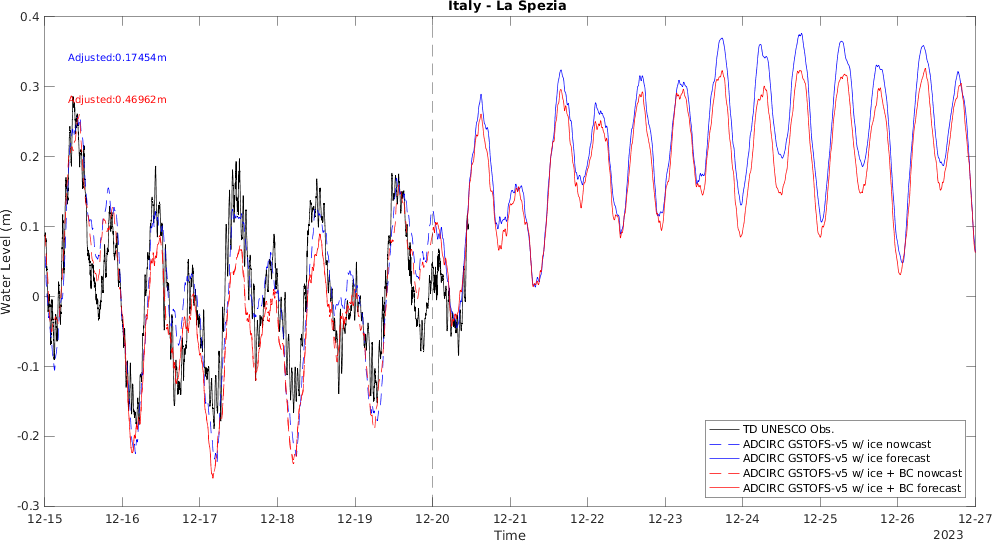 Italy - La Spezia
Adjusted:0.17454m
Adjusted:0.46962m
Water Level (m)
0.4
0.3
0.2
0.1
0
-0.1
-0.2
-0.3
12-15 12-16 12-17 12-18 12-19 12-20 12-21 12-22 12-23 12-24 12-25 12-26 12-27
Time
2023
TD UNESCO Obs.
ADCIRC GSTOFS-v5 w/ ice nowcast
ADCIRC GSTOFS-v5 w/ ice forecast
ADCIRC GSTOFS-v5 w/ ice + BC nowcast
ADCIRC GSTOFS-v5 w/ ice + BC forecast